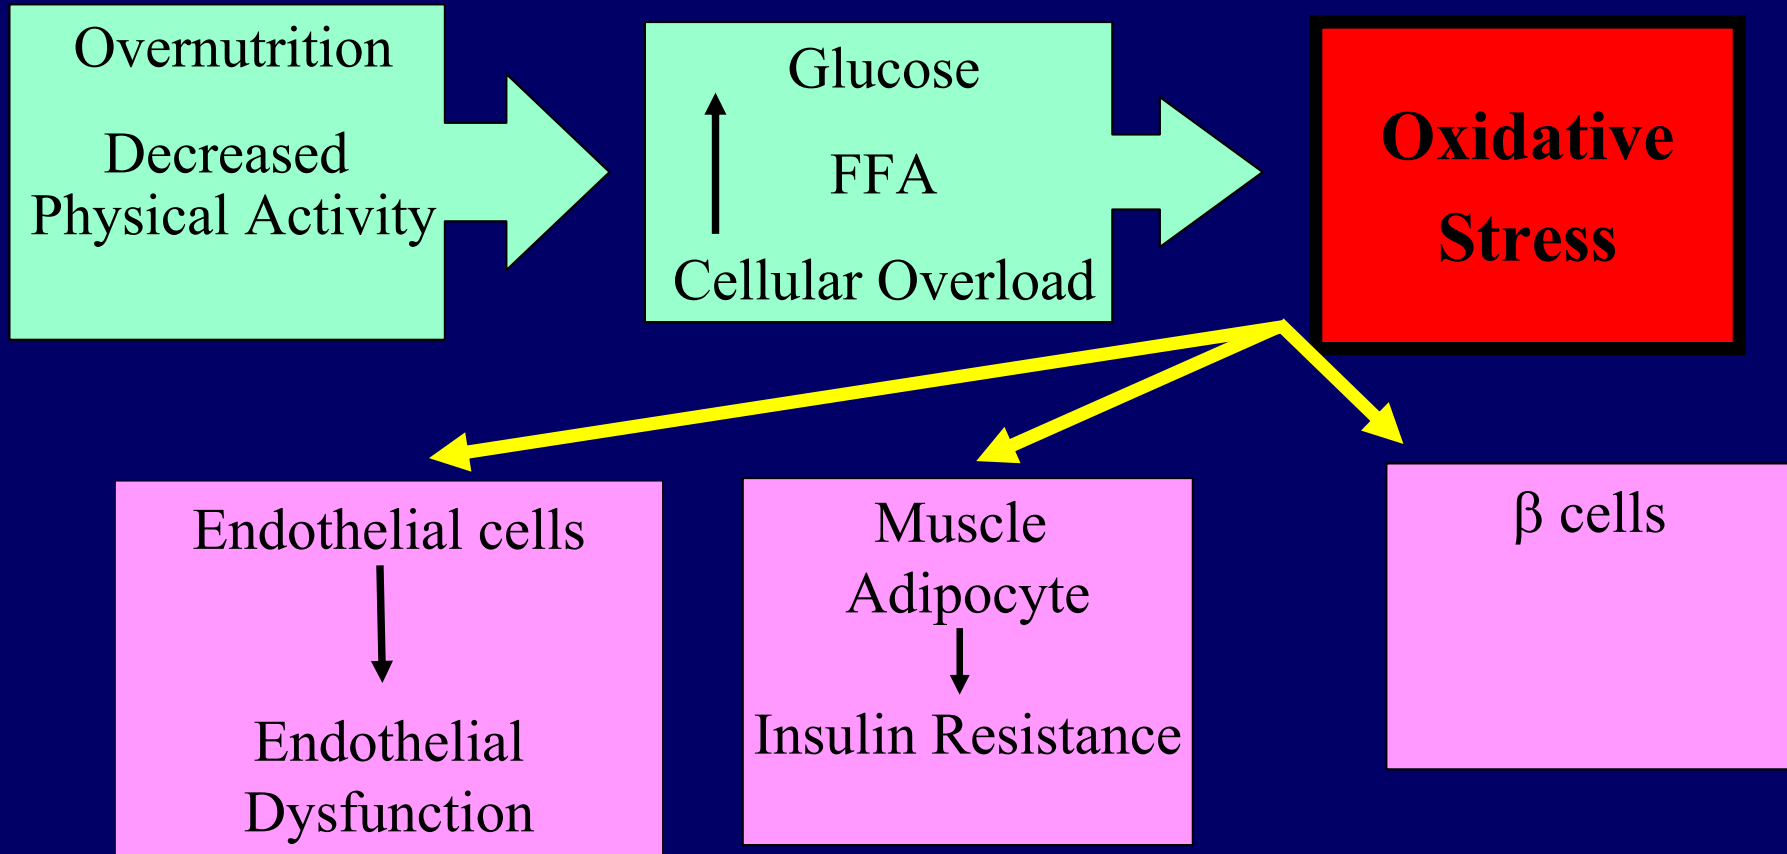 Overnutrition
Decreased
Physical Activity
Glucose
FFA
Cellular Overload
Oxidative
Stress
Endothelial cells
Endothelial
Dysfunction
Muscle
Adipocyte
Insulin Resistance
β cells